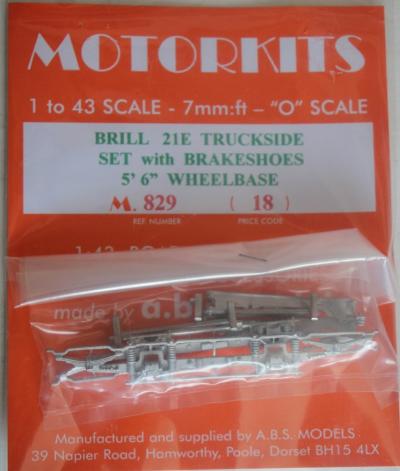 MOTORKITS
1 to 43 SCALE - 7mm:ft – "O" SCALE
BRILL 21E TRUCKSIDE
SET with BRAKESHOES
5' 6" WHEELBASE
M. 829 ( 18 )
REF. NUMBER PRICE CODE
made by a.b
Manufactured and supplied by A.B.S. MODELS
39 Napier Road, Hamworthy, Poole, Dorset BH15 4LX